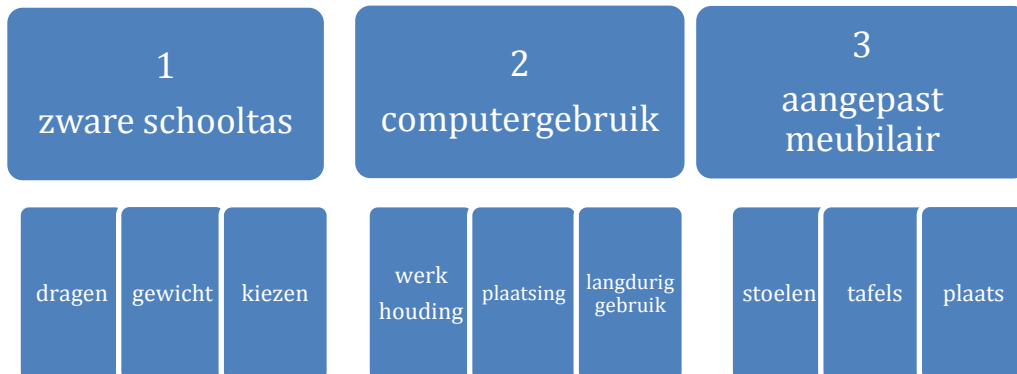 1
zware schooltas
2
computergebruik
3
aangepast
meubilair
dragen
gewicht
kiezen
werk
houding
plaatsing
langdurig
gebruik
stoelen
tafels
plaats